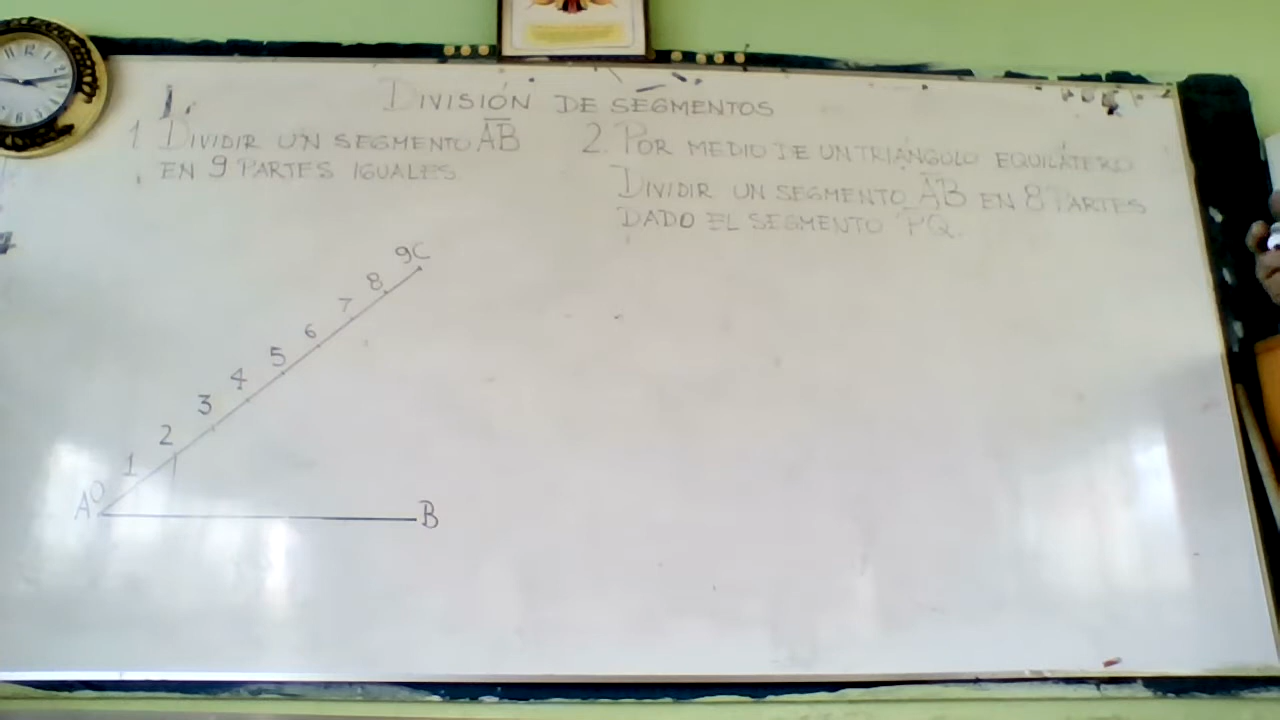 DIVISIÓN DE SEGMENTOS
1 DIVIDIR UN SEGMENTO AB
EN 9 PARTES IGUALES
2. POR MEDIO DE UN TRIÁNGULO EQUILÁTERO
DIVIDIR UN SEGMENTO AB EN 8 PARTES
DADO EL SEGMENTO PQ.
9C
8
7
6
5
4
3
2
1
0
A
B